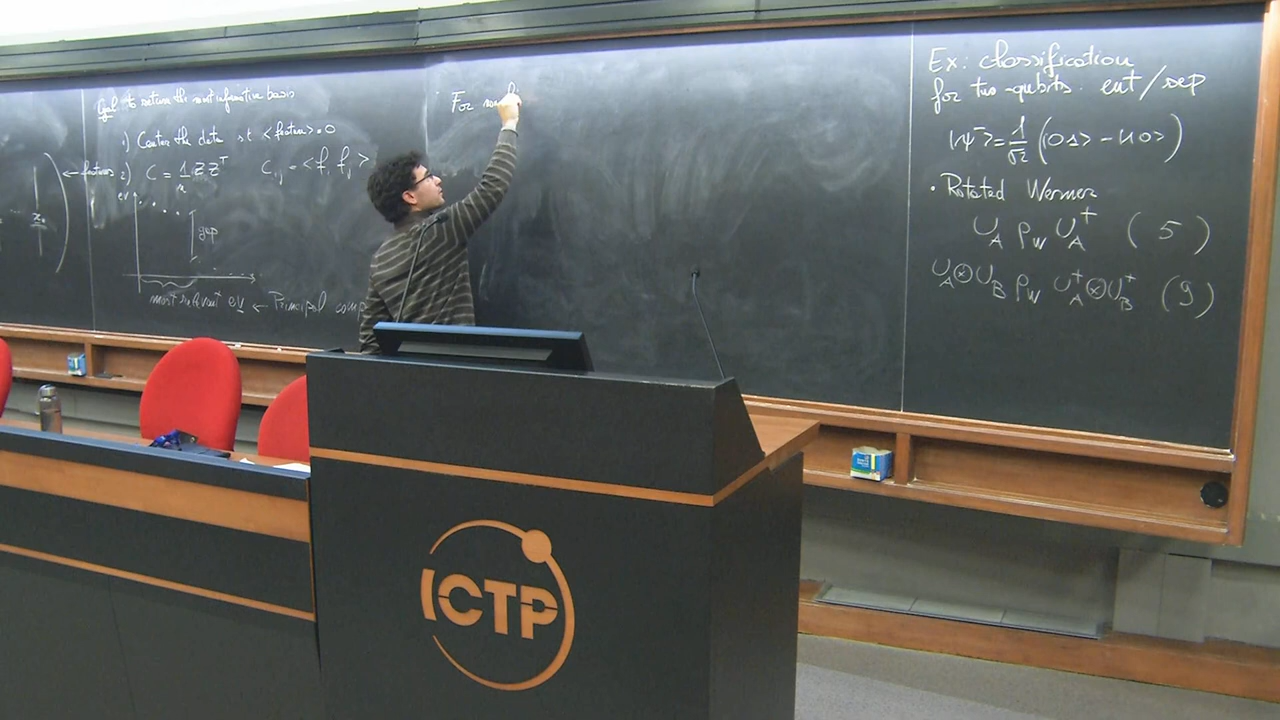 Goal: to return the most informative basis
1) Center the data s.t. <feature>=0
← features
2) C = 1/n Z Z^T C_ij = <f_i f_j>
ev
gap
most relevant ev ← Principal comp
For
Ex: classification
for two-qubits. ent/sep
|ψ^-> = 1/√2 (|01> - |10>)
• Rotated Werner
U_A ρ_W U_A^† (5)
U_A⊗U_B ρ_W U_A^†⊗U_B^† (9)
ICTP